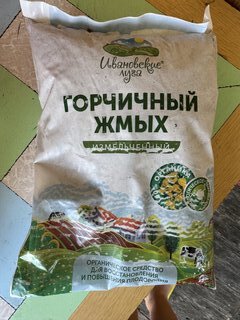 Ивановские
луга
ГОРЧИЧНЫЙ
ЖМЫХ
ИЗМЕЛЬЧЕННЫЙ
ОРГАНИЧЕСКОЕ СРЕДСТВО
ДЛЯ ВОССТАНОВЛЕНИЯ
И ПОВЫШЕНИЯ ПЛОДОРОДИЯ